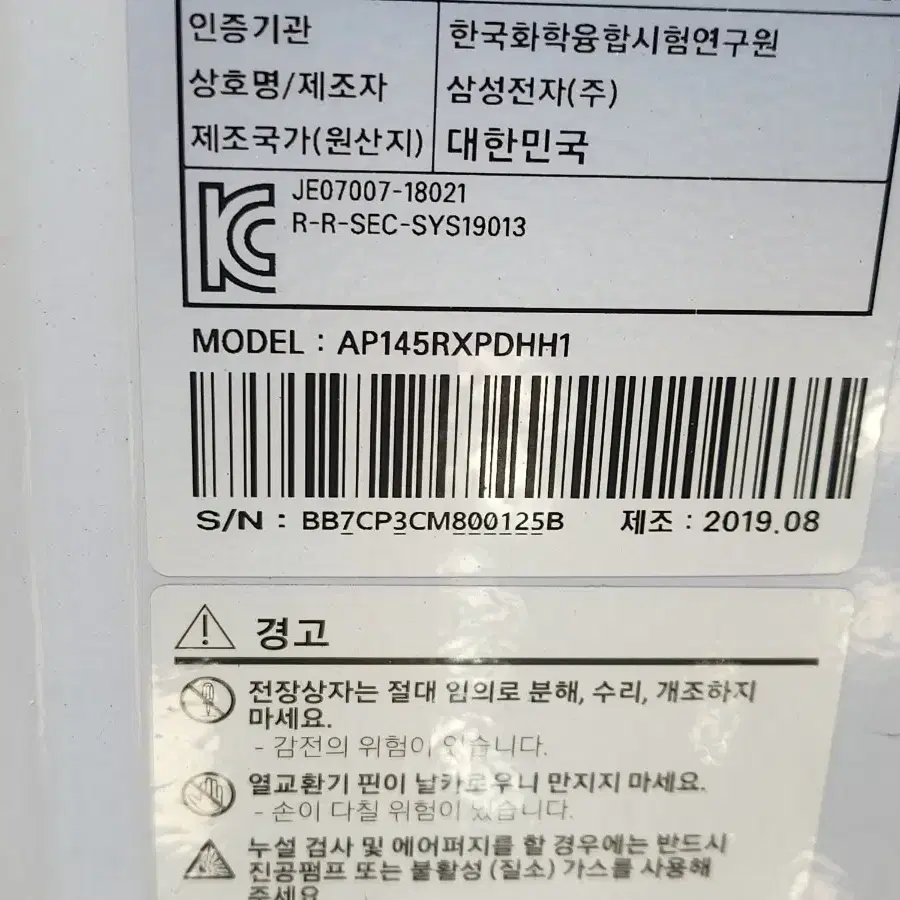 인증기관 한국화학융합시험연구원
상호명/제조자 삼성전자(주)
제조국가(원산지) 대한민국
JE07007-18021
R-R-SEC-SYS19013
MODEL : AP145RXPDHH1
S/N : BB7CP3CM800125B 제조 : 2019.08
경고
전장상자는 절대 임의로 분해, 수리, 개조하지
마세요.
- 감전의 위험이 있습니다.
열교환기 핀이 날카로우니 만지지 마세요.
- 손이 다칠 위험이 있습니다.
누설 검사 및 에어퍼지를 할 경우에는 반드시
진공펌프 또는 불활성 (질소) 가스를 사용해
주세요